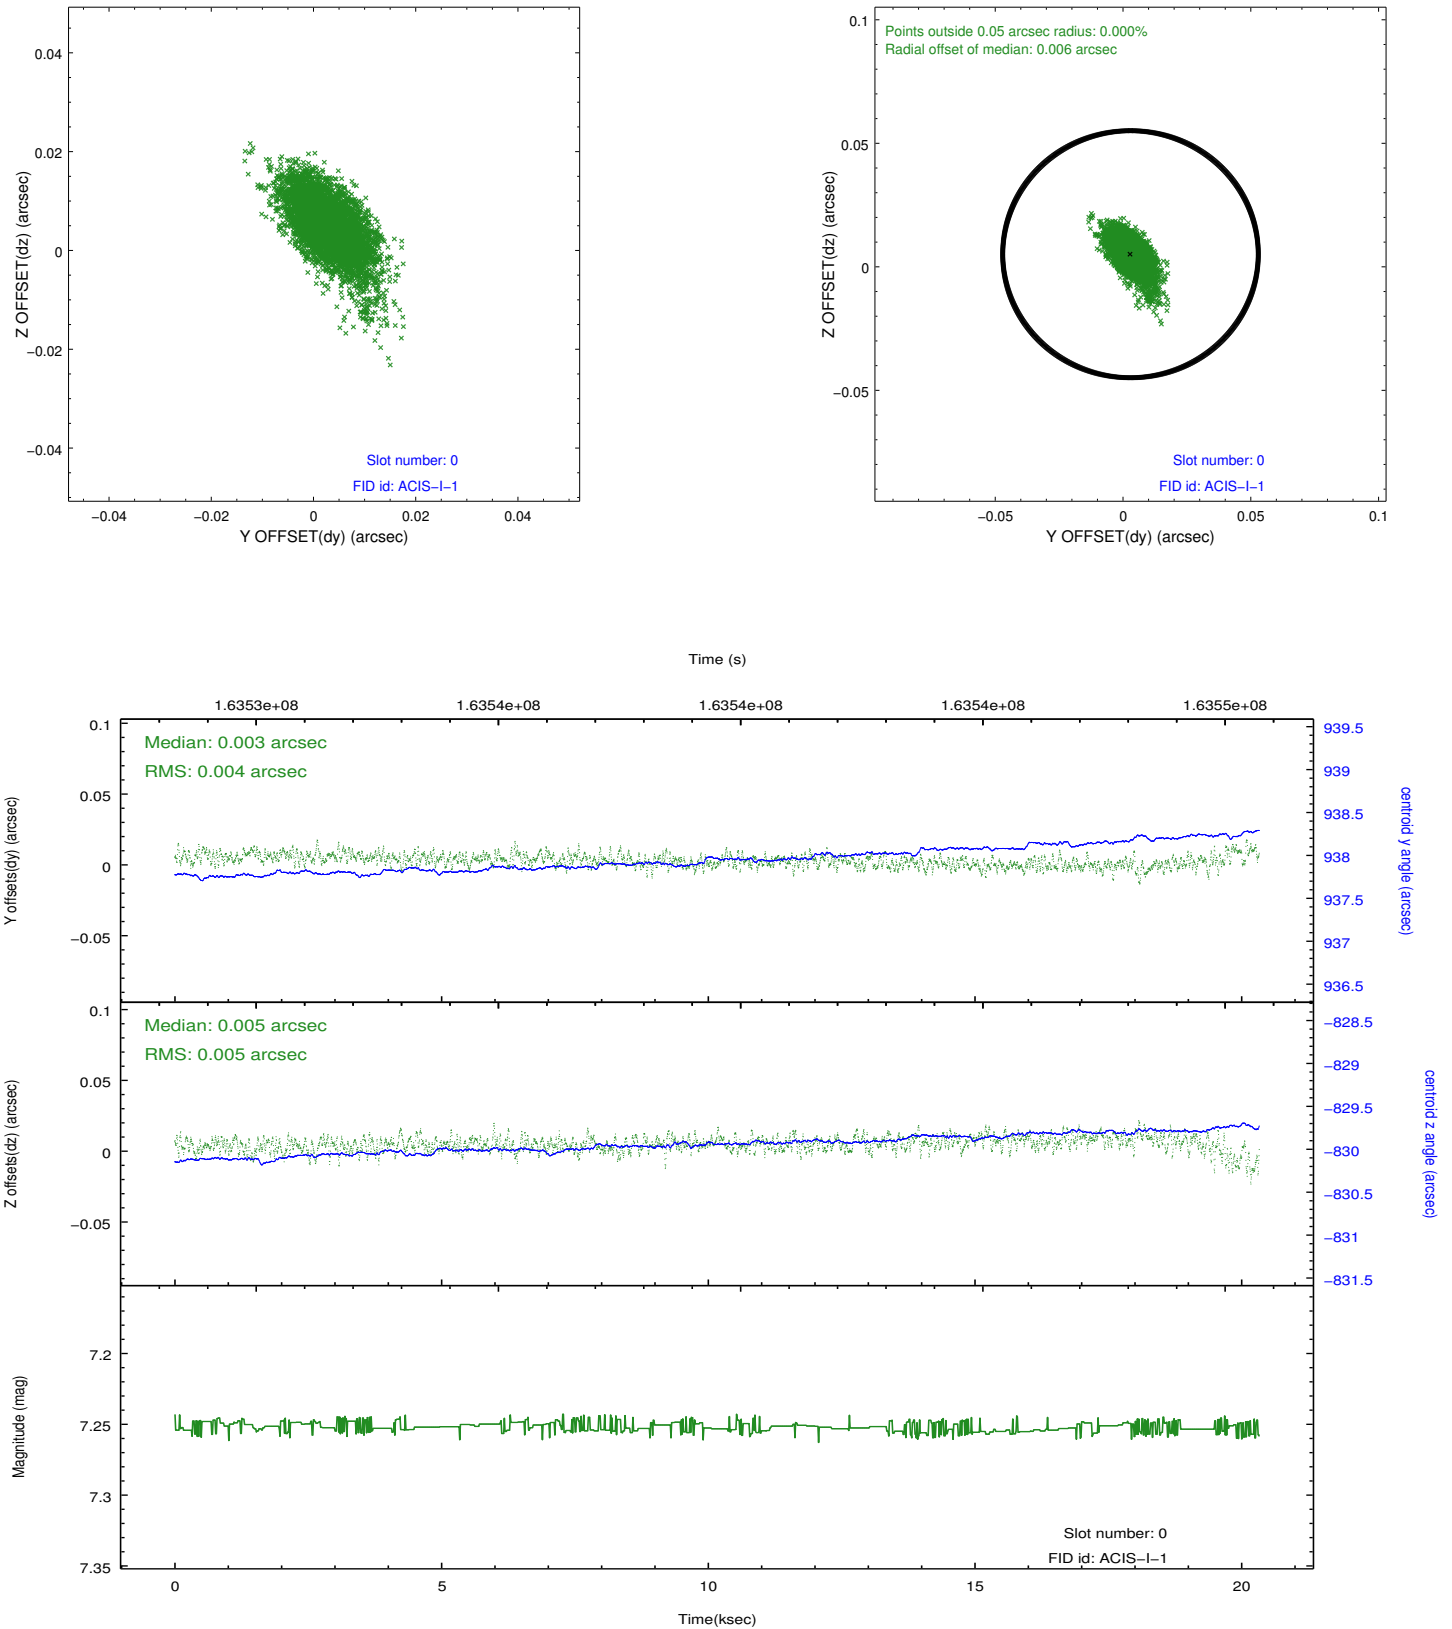 0.04
0.02
0
−0.02
−0.04
Z OFFSET(dz) (arcsec)
Slot number: 0
FID id: ACIS−I−1
−0.04
−0.02
0
0.02
0.04
Y OFFSET(dy) (arcsec)
0.1
0.05
0
−0.05
Z OFFSET(dz) (arcsec)
Points outside 0.05 arcsec radius: 0.000%
Radial offset of median: 0.006 arcsec
Slot number: 0
FID id: ACIS−I−1
−0.05
0
0.05
0.1
Y OFFSET(dy) (arcsec)
Time (s)
1.6353e+08
1.6354e+08
1.6354e+08
1.6354e+08
1.6355e+08
0.1
0.05
0
−0.05
Y offsets(dy) (arcsec)
Median: 0.003 arcsec
RMS: 0.004 arcsec
939.5
939
938.5
938
937.5
937
936.5
centroid y angle (arcsec)
0.1
0.05
0
−0.05
Z offsets(dz) (arcsec)
Median: 0.005 arcsec
RMS: 0.005 arcsec
−828.5
−829
−829.5
−830
−830.5
−831
−831.5
centroid z angle (arcsec)
7.2
7.25
7.3
7.35
Magnitude (mag)
Slot number: 0
FID id: ACIS−I−1
0
5
10
15
20
Time(ksec)